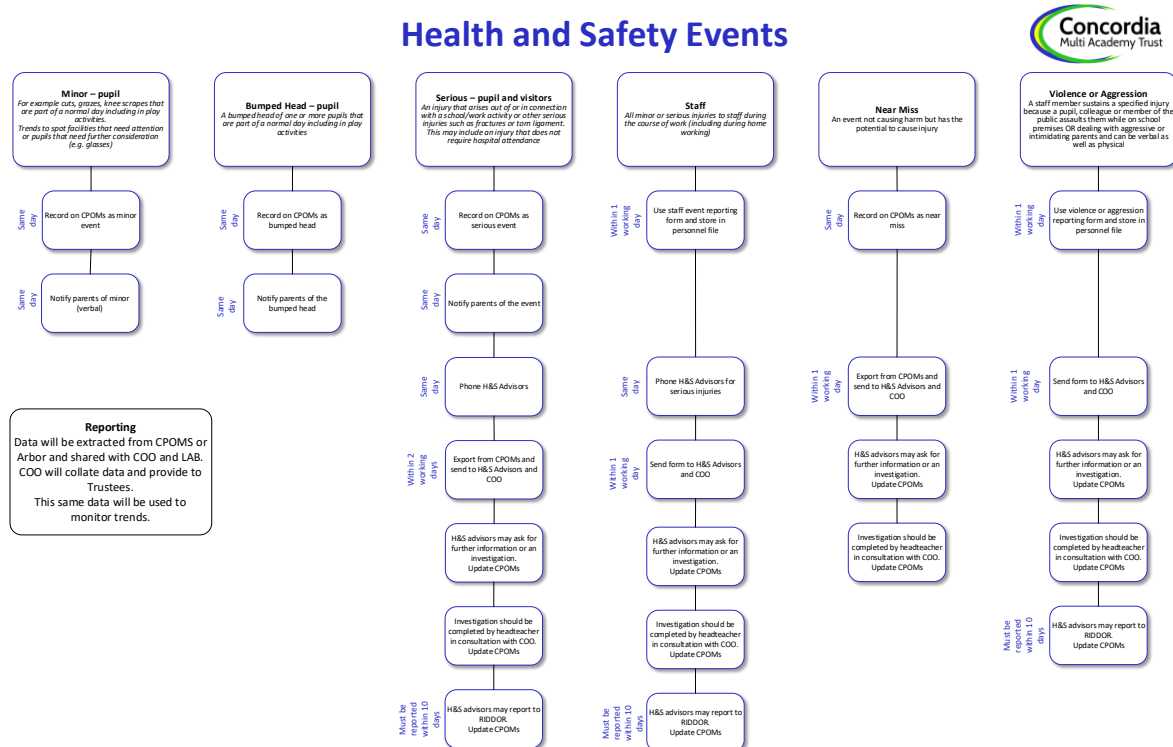 Health and Safety Events
Concordia
Multi Academy Trust
Minor – pupil
For example cuts, grazes, knee scrapes that
are part of a normal day including in play
activities.
Trends to spot facilities that need attention
or pupils that need further consideration
(e.g. glasses)
Same
day
Record on CPOMs as minor
event
Same
day
Notify parents of minor
(verbal)
Bumped Head – pupil
A bumped head of one or more pupils that
are part of a normal day including in play
activities
Same
day
Record on CPOMs as
bumped head
Same
day
Notify parents of the
bumped head
Serious – pupil and visitors
An injury that arises out of or in connection
with a school/work activity or other serious
injuries such as fractures or torn ligament.
This may include an injury that does not
require hospital attendance
Same
day
Record on CPOMs as
serious event
Same
day
Notify parents of the event
Same
day
Phone H&S Advisors
Within 2
working
days
Export from CPOMs and
send to H&S Advisors and
COO
H&S advisors may ask for
further information or an
investigation.
Update CPOMs
Investigation should be
completed by headteacher
in consultation with COO.
Update CPOMs
Must be
reported
within 10
days
H&S advisors may report to
RIDDOR.
Update CPOMs
Staff
All minor or serious injuries to staff during
the course of work (including during home
working)
Within 1
working
day
Use staff event reporting
form and store in
personnel file
Same
day
Phone H&S Advisors for
serious injuries
Within 1
working
day
Send form to H&S Advisors
and COO
H&S advisors may ask for
further information or an
investigation.
Update CPOMs
Investigation should be
completed by headteacher
in consultation with COO.
Update CPOMs
Must be
reported
within 10
days
H&S advisors may report to
RIDDOR.
Update CPOMs
Near Miss
An event not causing harm but has the
potential to cause injury
Same
day
Record on CPOMs as near
miss
Within 1
working
day
Export from CPOMs and
send to H&S Advisors and
COO
H&S advisors may ask for
further information or an
investigation.
Update CPOMs
Investigation should be
completed by headteacher
in consultation with COO.
Update CPOMs
Violence or Aggression
A staff member sustains a specified injury
because a pupil, colleague or member of the
public assaults them while on school
premises OR dealing with aggressive or
intimidating parents and can be verbal as
well as physical
Within 1
working
day
Use violence or aggression
reporting form and store in
personnel file
Within 1
working
day
Send form to H&S Advisors
and COO
H&S advisors may ask for
further information or an
investigation.
Update CPOMs
Investigation should be
completed by headteacher
in consultation with COO.
Update CPOMs
Must be
reported
within 10
days
H&S advisors may report to
RIDDOR.
Update CPOMs
Reporting
Data will be extracted from CPOMS or
Arbor and shared with COO and LAB.
COO will collate data and provide to
Trustees.
This same data will be used to
monitor trends.